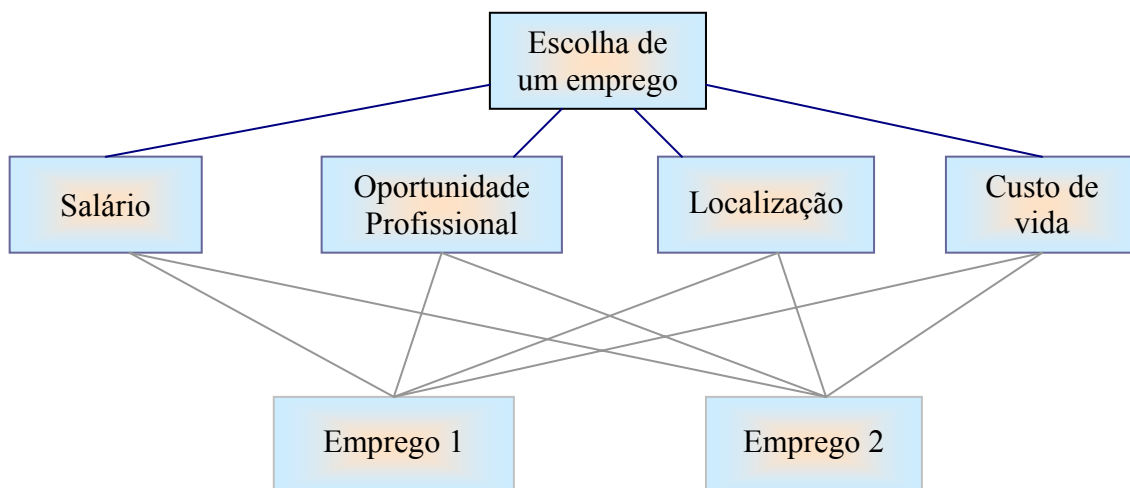 Escolha de
um emprego
Salário
Oportunidade
Profissional
Localização
Custo de
vida
Emprego 1
Emprego 2